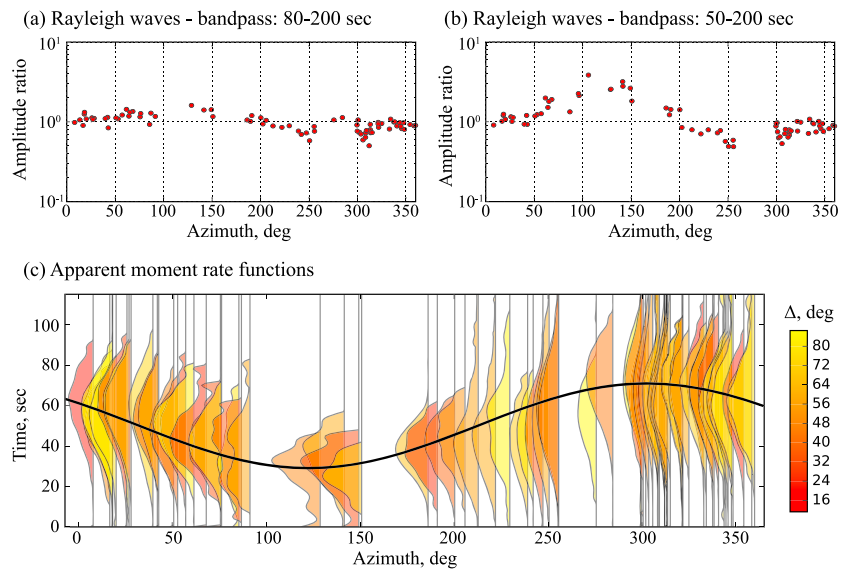 (a) Rayleigh waves - bandpass: 80-200 sec
(b) Rayleigh waves - bandpass: 50-200 sec
10¹
10⁰
10⁻¹
Amplitude ratio
0 50 100 150 200 250 300 350
Azimuth, deg
10¹
10⁰
10⁻¹
Amplitude ratio
0 50 100 150 200 250 300 350
Azimuth, deg
(c) Apparent moment rate functions
100
80
60
40
20
0
Time, sec
0 50 100 150 200 250 300 350
Azimuth, deg
Δ, deg
80
72
64
56
48
40
32
24
16